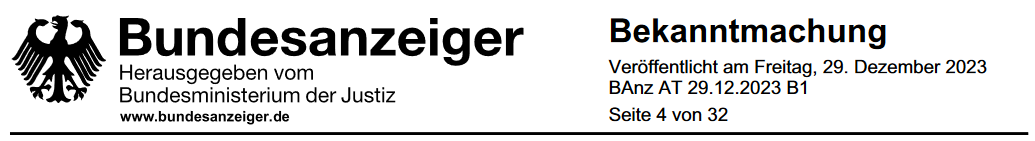 Bundesanzeiger
Herausgegeben vom
Bundesministerium der Justiz
www.bundesanzeiger.de
Bekanntmachung
Veröffentlicht am Freitag, 29. Dezember 2023
BAnz AT 29.12.2023 B1
Seite 4 von 32